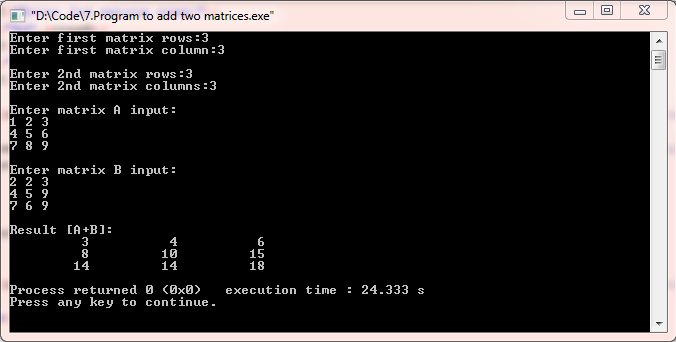 "D:\Code\7.Program to add two matrices.exe"
Enter first matrix rows:3
Enter first matrix column:3
Enter 2nd matrix rows:3
Enter 2nd matrix columns:3
Enter matrix A input:
1 2 3
4 5 6
7 8 9
Enter matrix B input:
2 2 3
4 5 9
7 6 9
Result [A+B]:
3 4 6
8 10 15
14 14 18
Process returned 0 (0x0) execution time : 24.333 s
Press any key to continue.